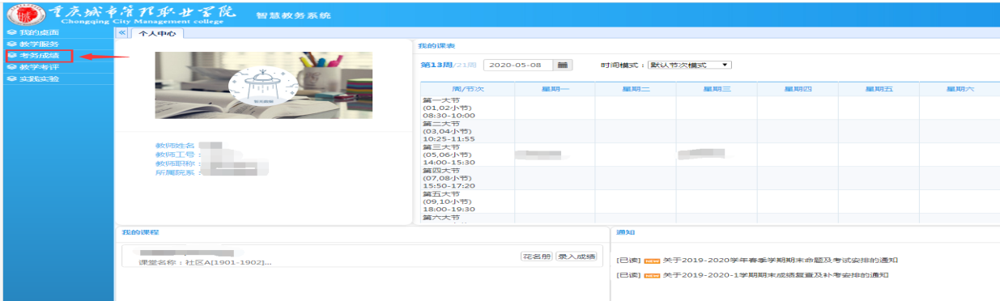 重庆城市管理职业学院
Chongqing City Management college
智慧教务系统
我的桌面
教学服务
考务成绩
教学考评
实践实验
个人中心
教师姓名
教师工号：
教师职称：
所属院系：
我的课表
第13周/21周 2020-05-08 时间模式：默认节次模式
周/节次 星期一 星期二 星期三 星期四 星期五 星期六
第一大节
(01,02小节)
08:30-10:00
第二大节
(03,04小节)
10:25-11:55
第三大节
(05,06小节)
14:00-15:30
第四大节
(07,08小节)
15:50-17:20
第五大节
(09,10小节)
18:00-19:30
第六大节
我的课程
课堂名称：社区A[1901-1902]...
花名册 录入成绩
通知
[已读] NEW 关于2019-2020学年春季学期期末命题及考试安排的通知
[已读] NEW 关于2019-2020-1学期期末成绩复查及补考安排的通知